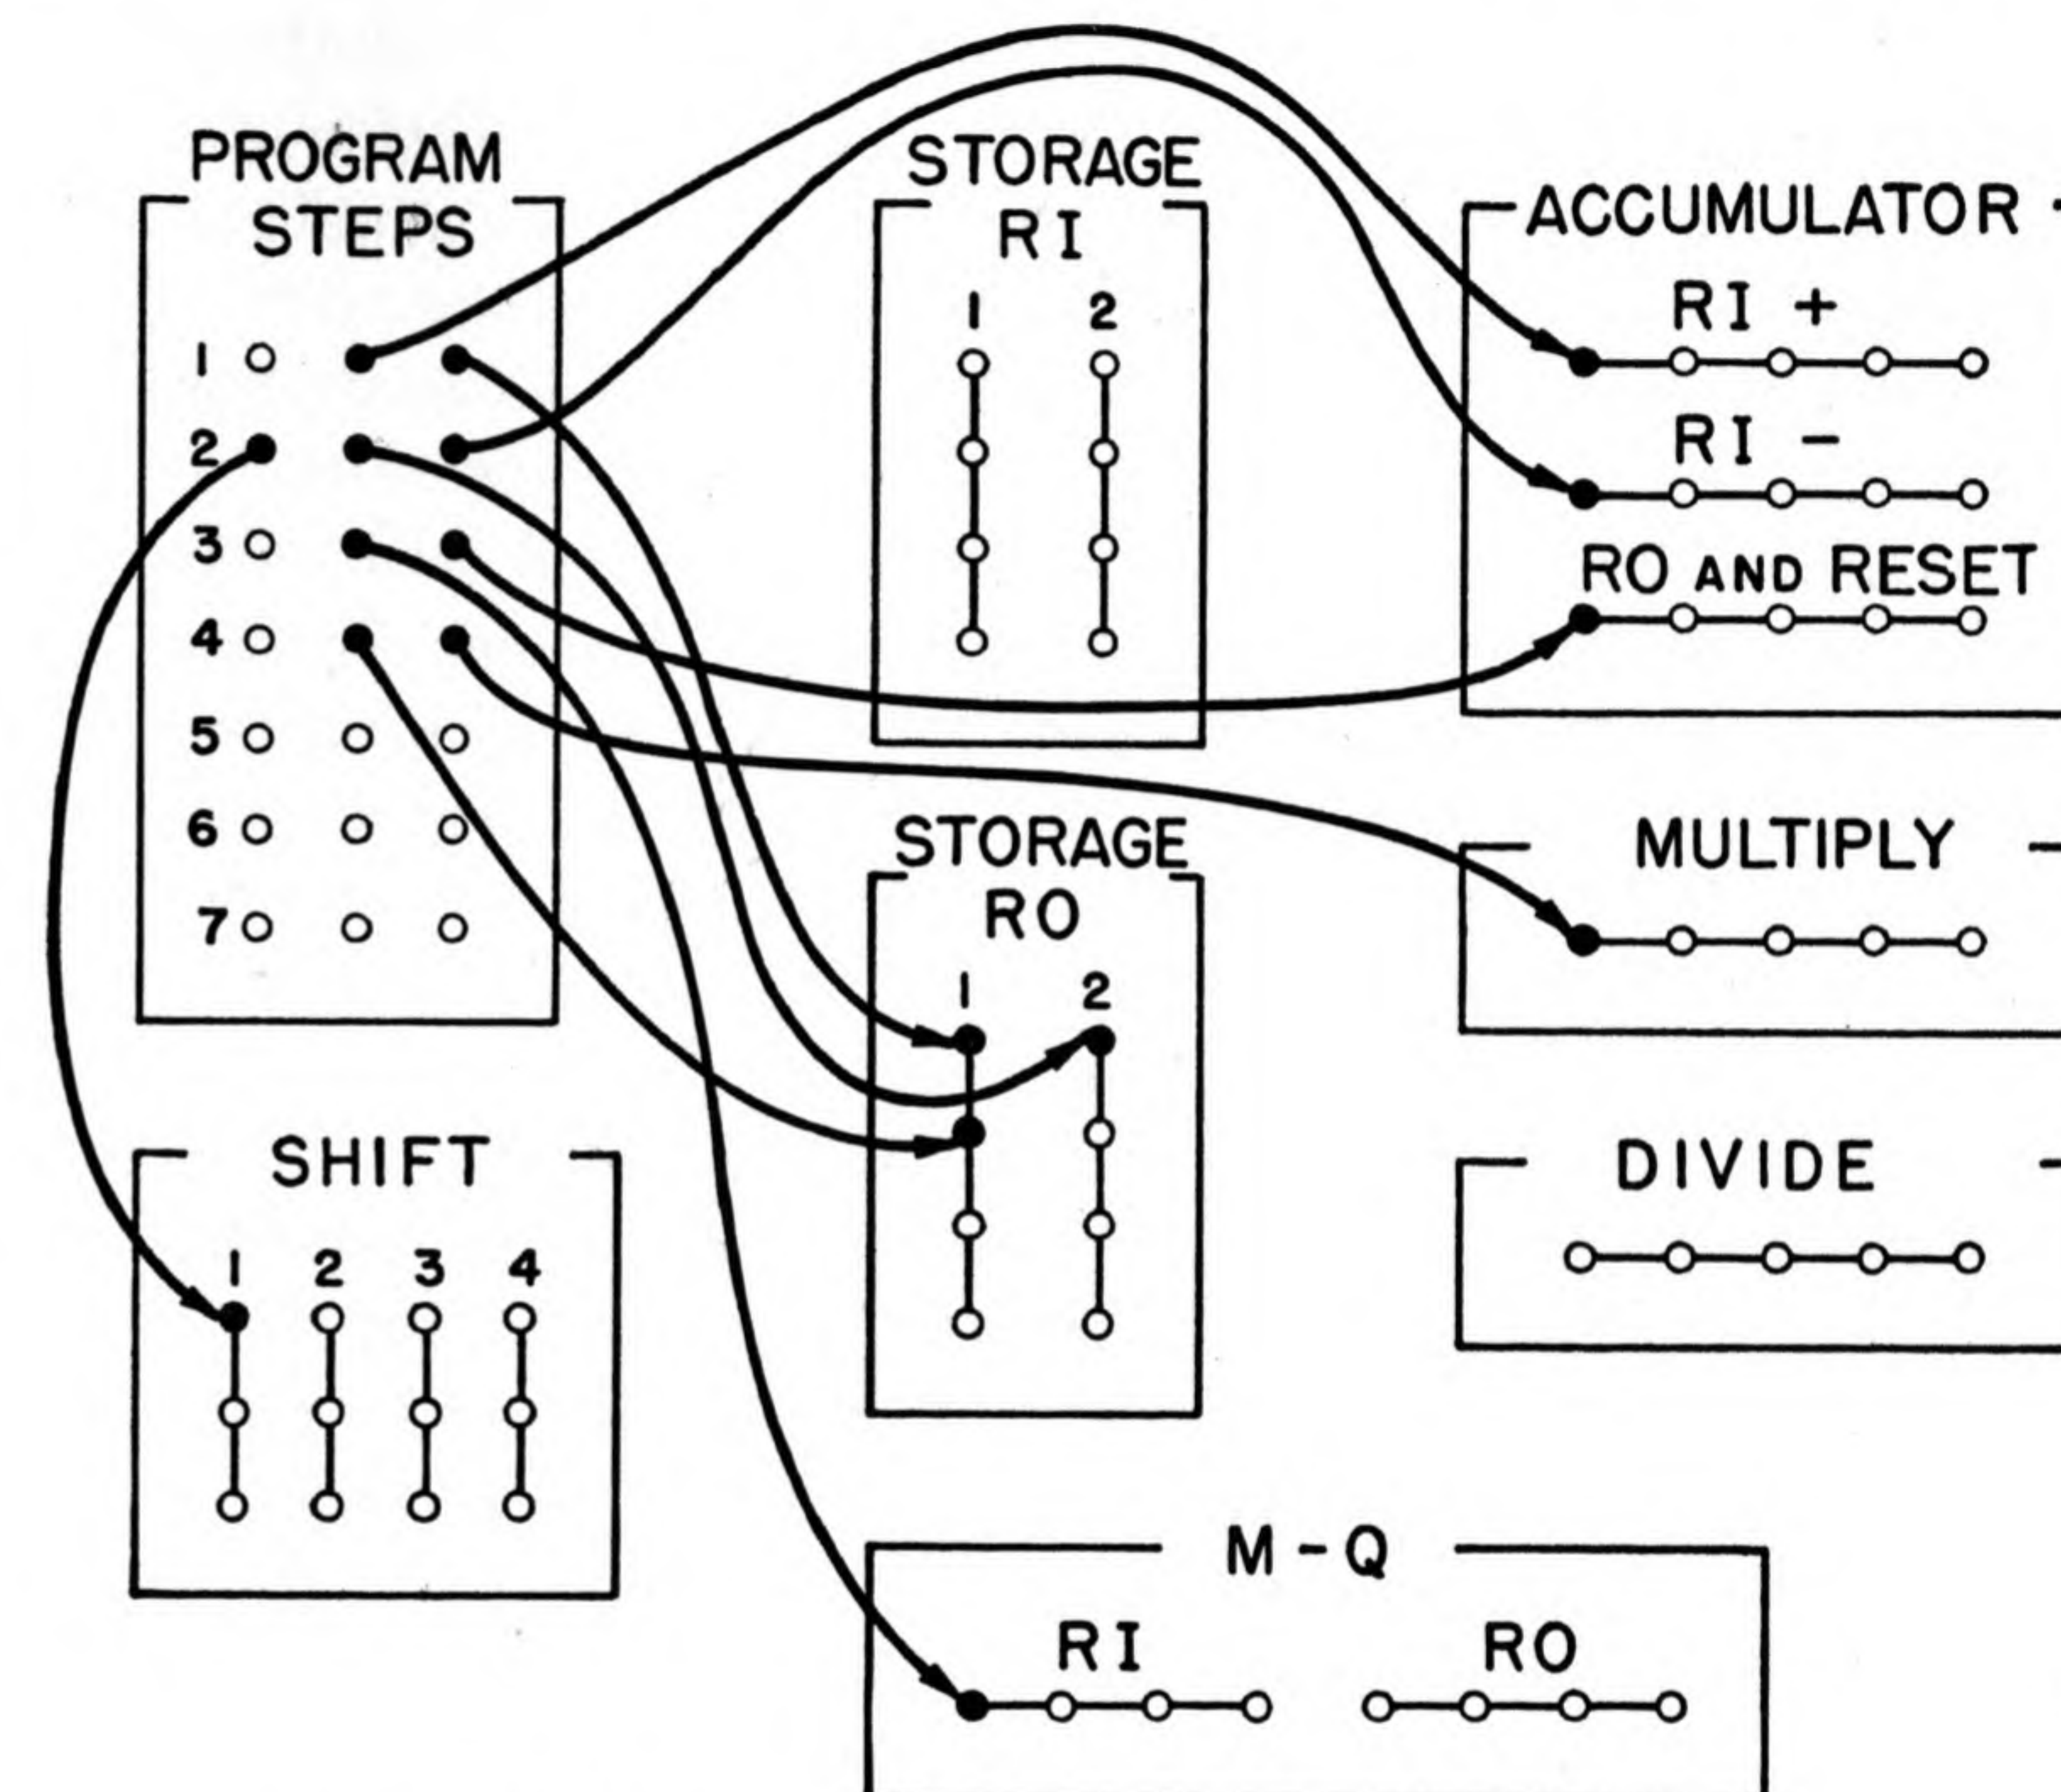 PROGRAM
STEPS
1
2
3
4
5
6
7
SHIFT
1 2 3 4
STORAGE
RI
1 2
STORAGE
RO
1 2
ACCUMULATOR
RI +
RI -
RO AND RESET
MULTIPLY
DIVIDE
M-Q
RI RO